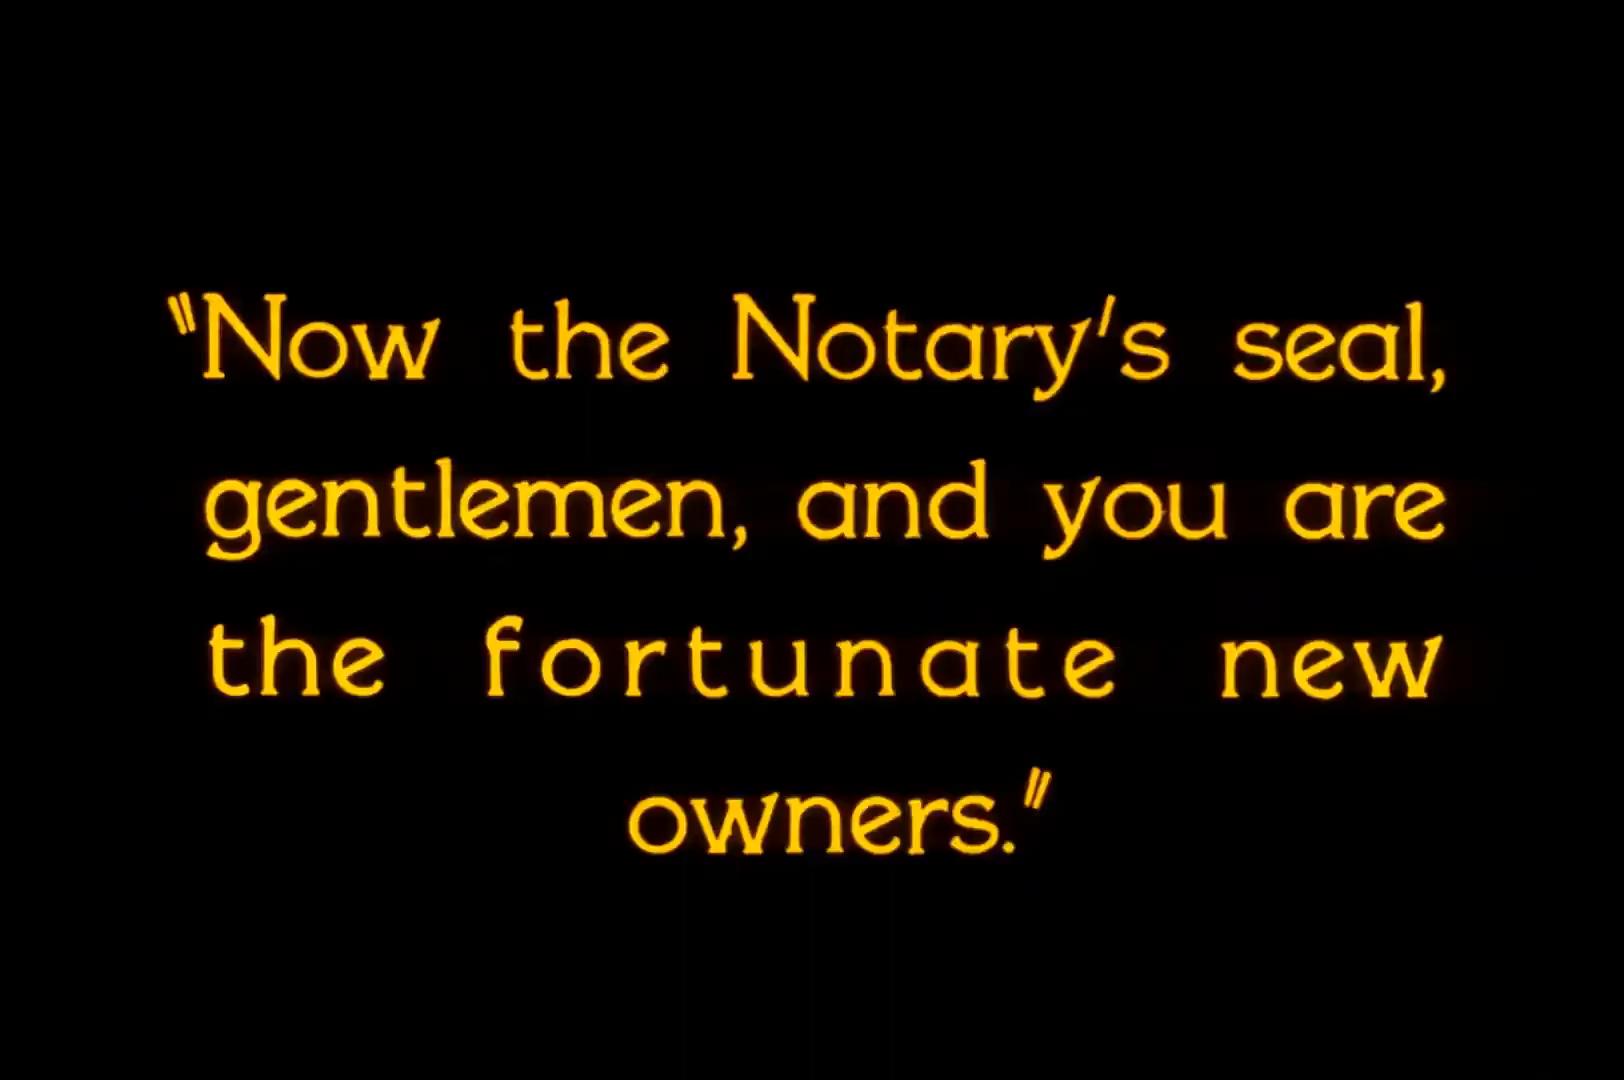 "Now the Notary's seal,
gentlemen, and you are
the fortunate new
owners."